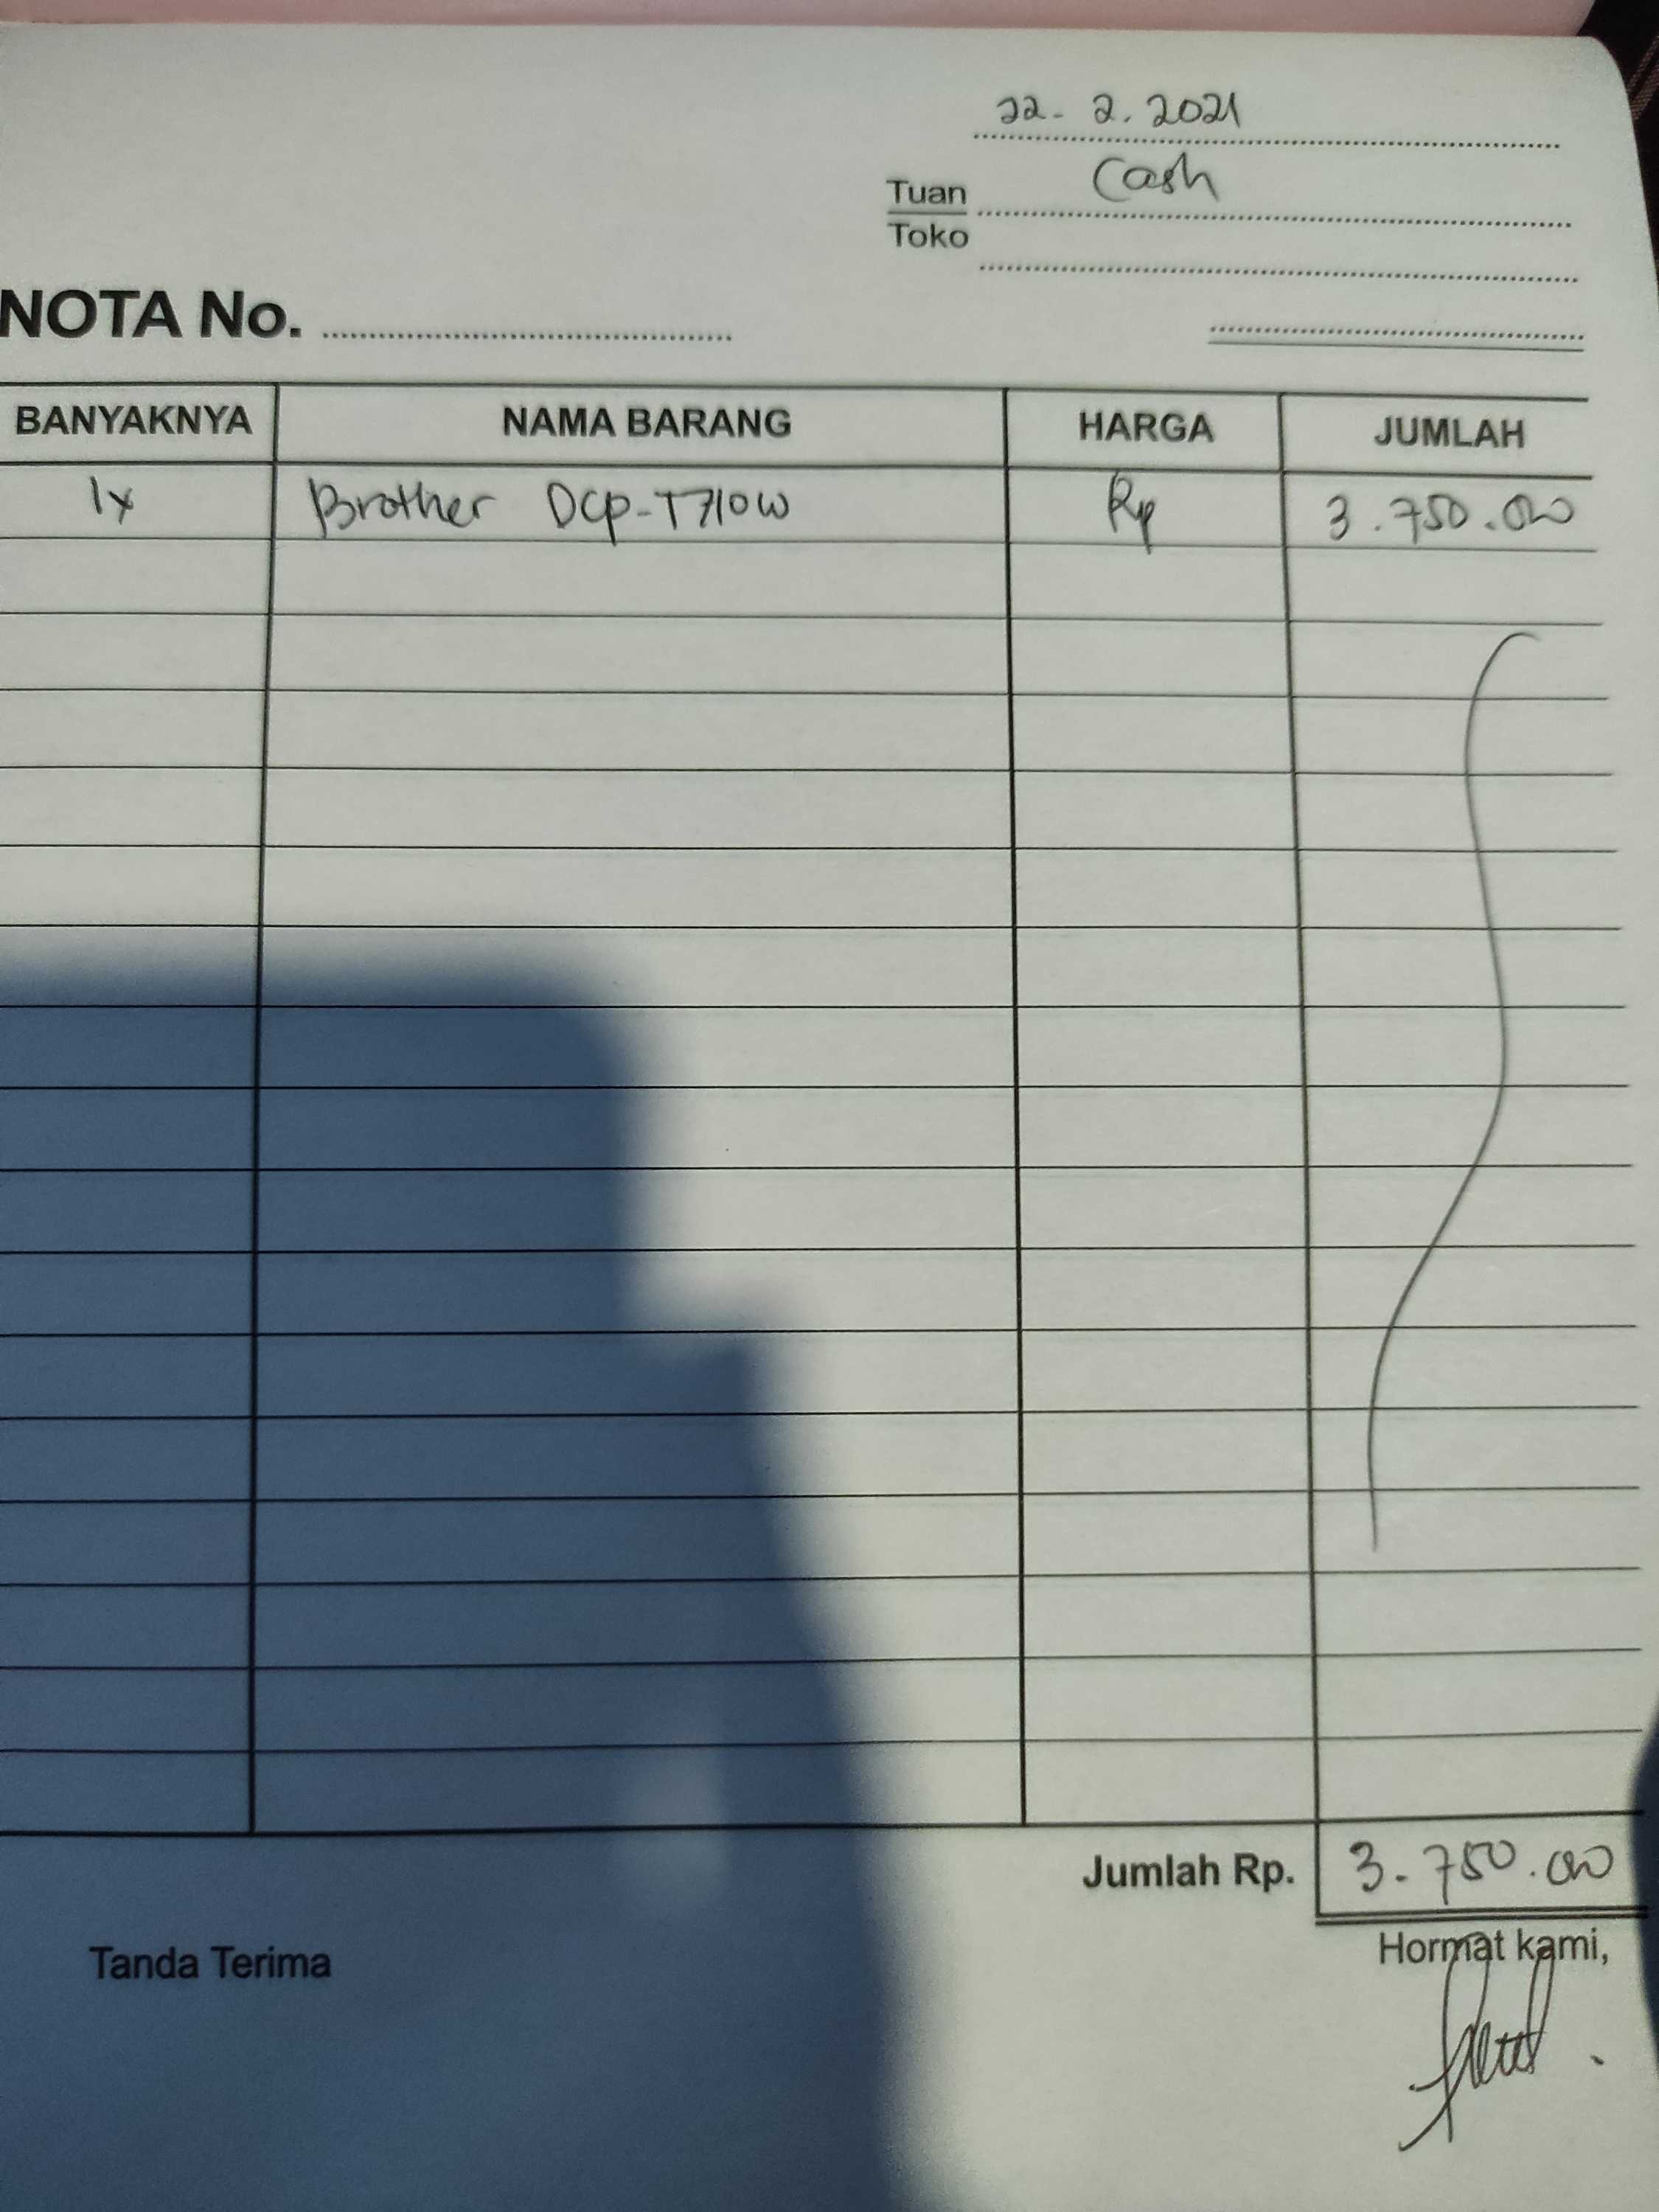 22 - 2. 2021
Tuan Cash
Toko
NOTA No.
BANYAKNYA NAMA BARANG HARGA JUMLAH
1x Brother DCP-T710W Rp 3.750.000
Jumlah Rp. 3.750.000
Tanda Terima Hormat kami,